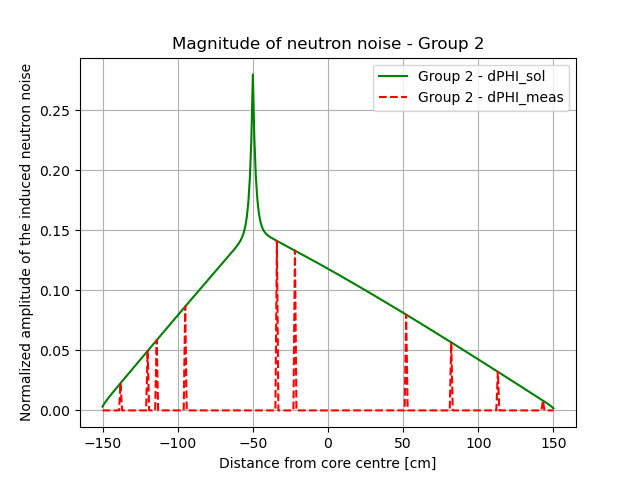 Magnitude of neutron noise - Group 2
Group 2 - dPHI_sol
Group 2 - dPHI_meas
Normalized amplitude of the induced neutron noise
0.25
0.20
0.15
0.10
0.05
0.00
−150
−100
−50
0
50
100
150
Distance from core centre [cm]